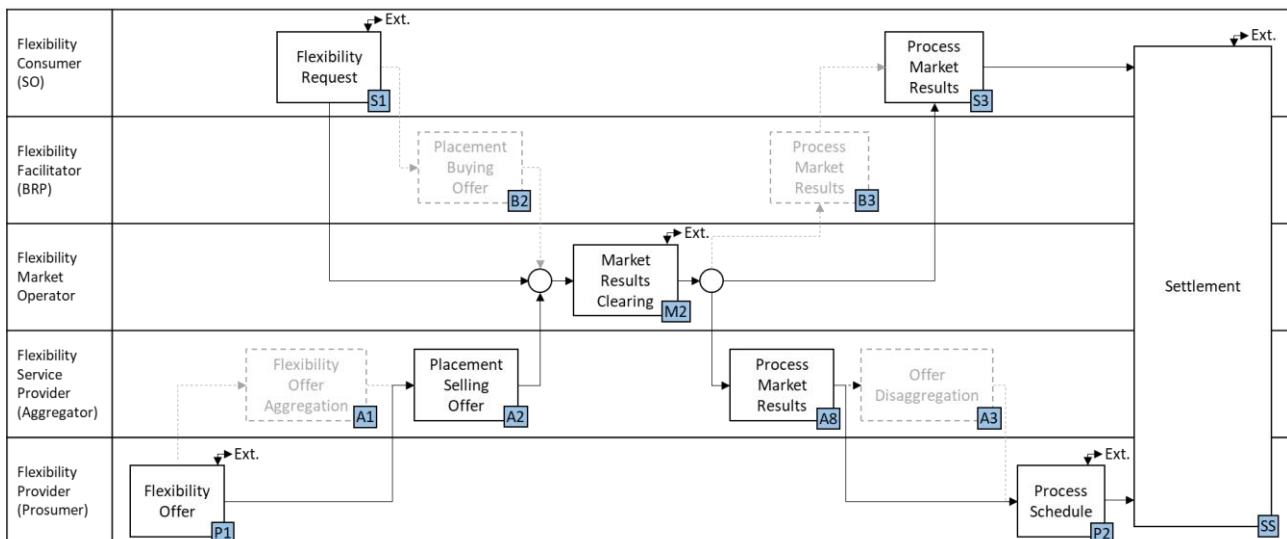 Flexibility
Consumer
(SO)
Ext.
Flexibility
Request
S1
Ext.
Process
Market
Results
S3
Ext.
Settlement
SS
Flexibility
Facilitator
(BRP)
Placement
Buying
Offer
B2
Process
Market
Results
B3
Flexibility
Market
Operator
Ext.
Market
Results
Clearing
M2
Flexibility
Service
Provider
(Aggregator)
Flexibility
Offer
Aggregation
A1
Placement
Selling
Offer
A2
Process
Market
Results
A8
Offer
Disaggregation
A3
Flexibility
Provider
(Prosumer)
Ext.
Flexibility
Offer
P1
Ext.
Process
Schedule
P2